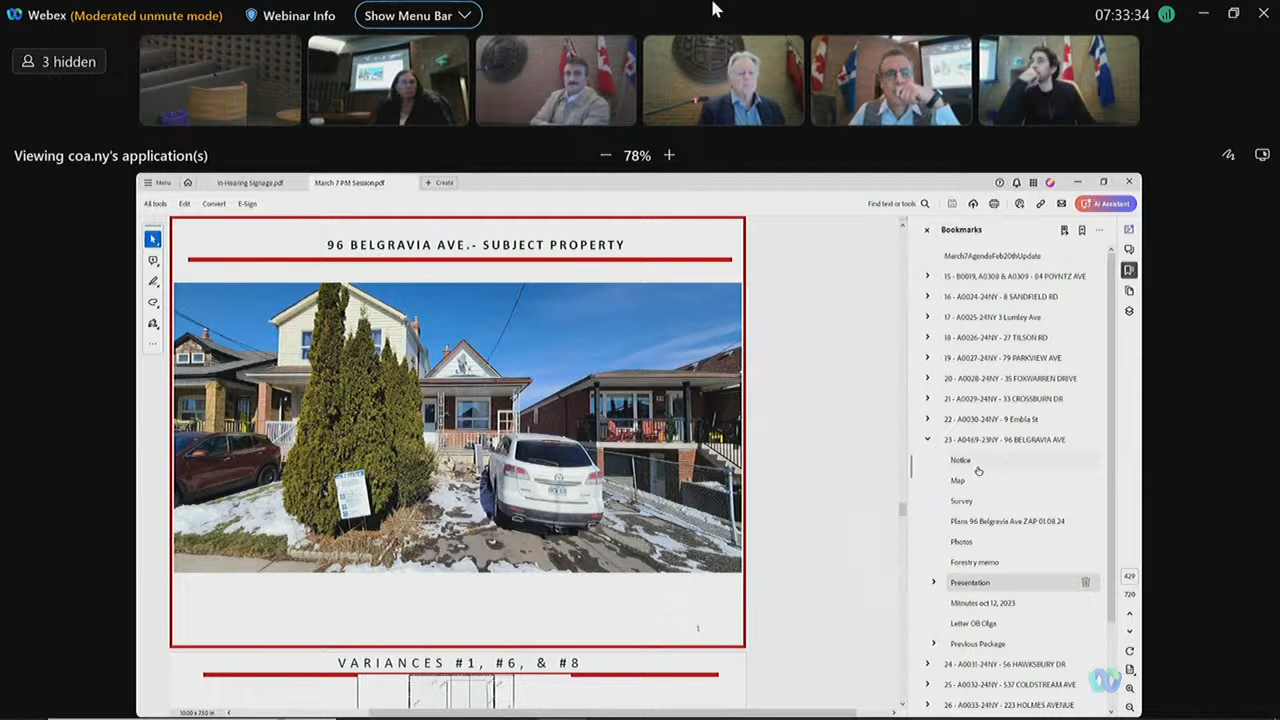 Webex (Moderated unmute mode) Webinar Info Show Menu Bar 07:33:34
3 hidden
Viewing coa.ny's application(s) 78%
Menu In-Hearing Signage.pdf March 7 PM Session.pdf Create
All tools Edit Convert E-Sign Find text or tools AI Assistant
96 BELGRAVIA AVE.- SUBJECT PROPERTY
1
VARIANCES #1, #6, & #8
Bookmarks
March7AgendaFeb20thUpdate
15 - B0019, A0308 & A0309 - 84 POYNTZ AVE
16 - A0024-24NY - 8 SANDFIELD RD
17 - A0025-24NY 3 Lumley Ave
18 - A0026-24NY - 27 TILSON RD
19 - A0027-24NY - 79 PARKVIEW AVE
20 - A0028-24NY - 35 FOXWARREN DRIVE
21 - A0029-24NY - 33 CROSSBURN DR
22 - A0030-24NY - 9 Embla St
23 - A0469-23NY - 96 BELGRAVIA AVE
Notice
Map
Survey
Plans 96 Belgravia Ave ZAP 01.08.24
Photos
Forestry memo
Presentation
Mitnutes oct 12, 2023
Letter OB Olga
Previous Package
24 - A0031-24NY - 56 HAWKSBURY DR
25 - A0032-24NY - 537 COLDSTREAM AVE
26 - A0033-24NY - 223 HOLMES AVENUE
429
720
10.00 x 7.50 in